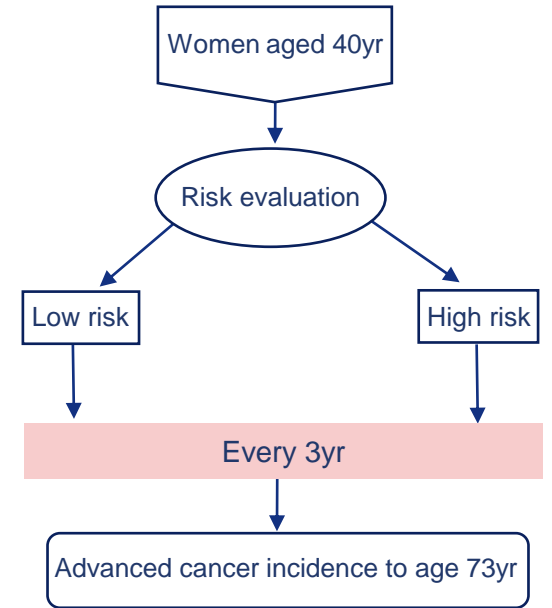 Women aged 40yr
Risk evaluation
Low risk
High risk
Every 3yr
Advanced cancer incidence to age 73yr